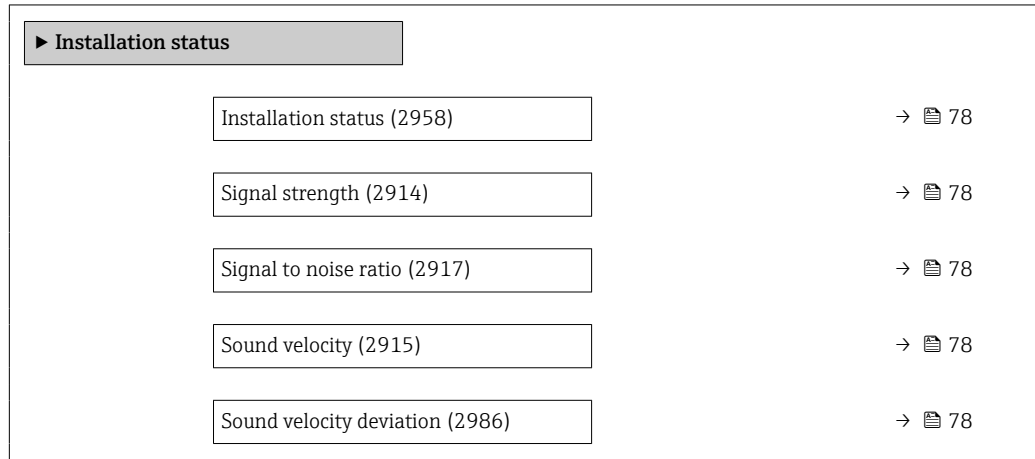 ▶ Installation status
Installation status (2958) → 78
Signal strength (2914) → 78
Signal to noise ratio (2917) → 78
Sound velocity (2915) → 78
Sound velocity deviation (2986) → 78